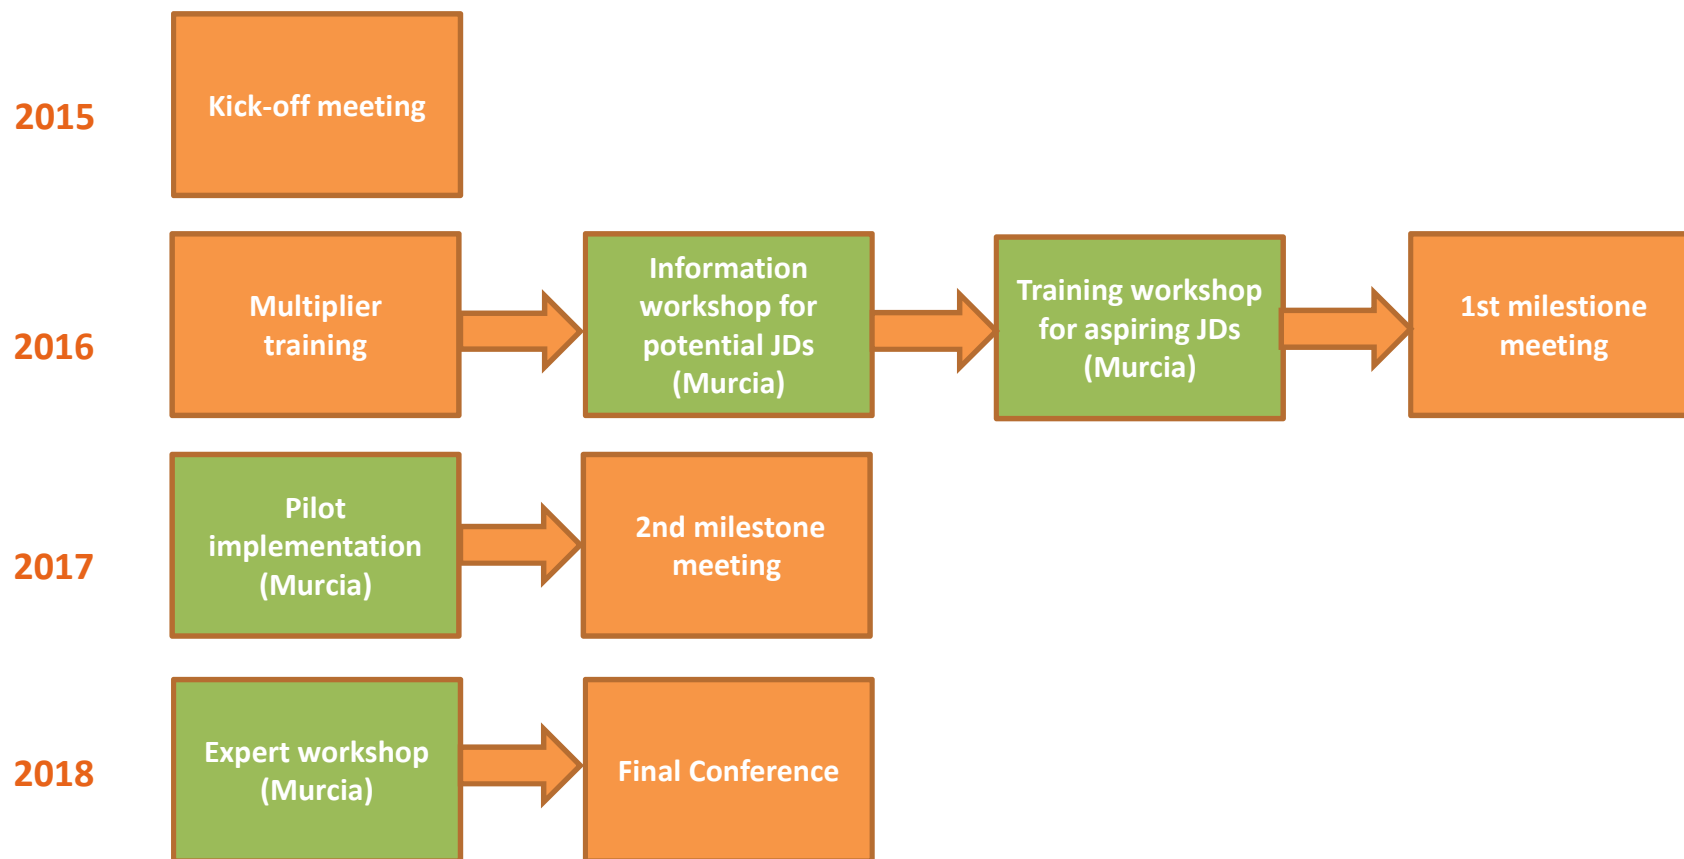 2015
Kick-off meeting
2016
Multiplier
training
Information
workshop for
potential JDs
(Murcia)
Training workshop
for aspiring JDs
(Murcia)
1st milestione
meeting
2017
Pilot
implementation
(Murcia)
2nd milestone
meeting
2018
Expert workshop
(Murcia)
Final Conference